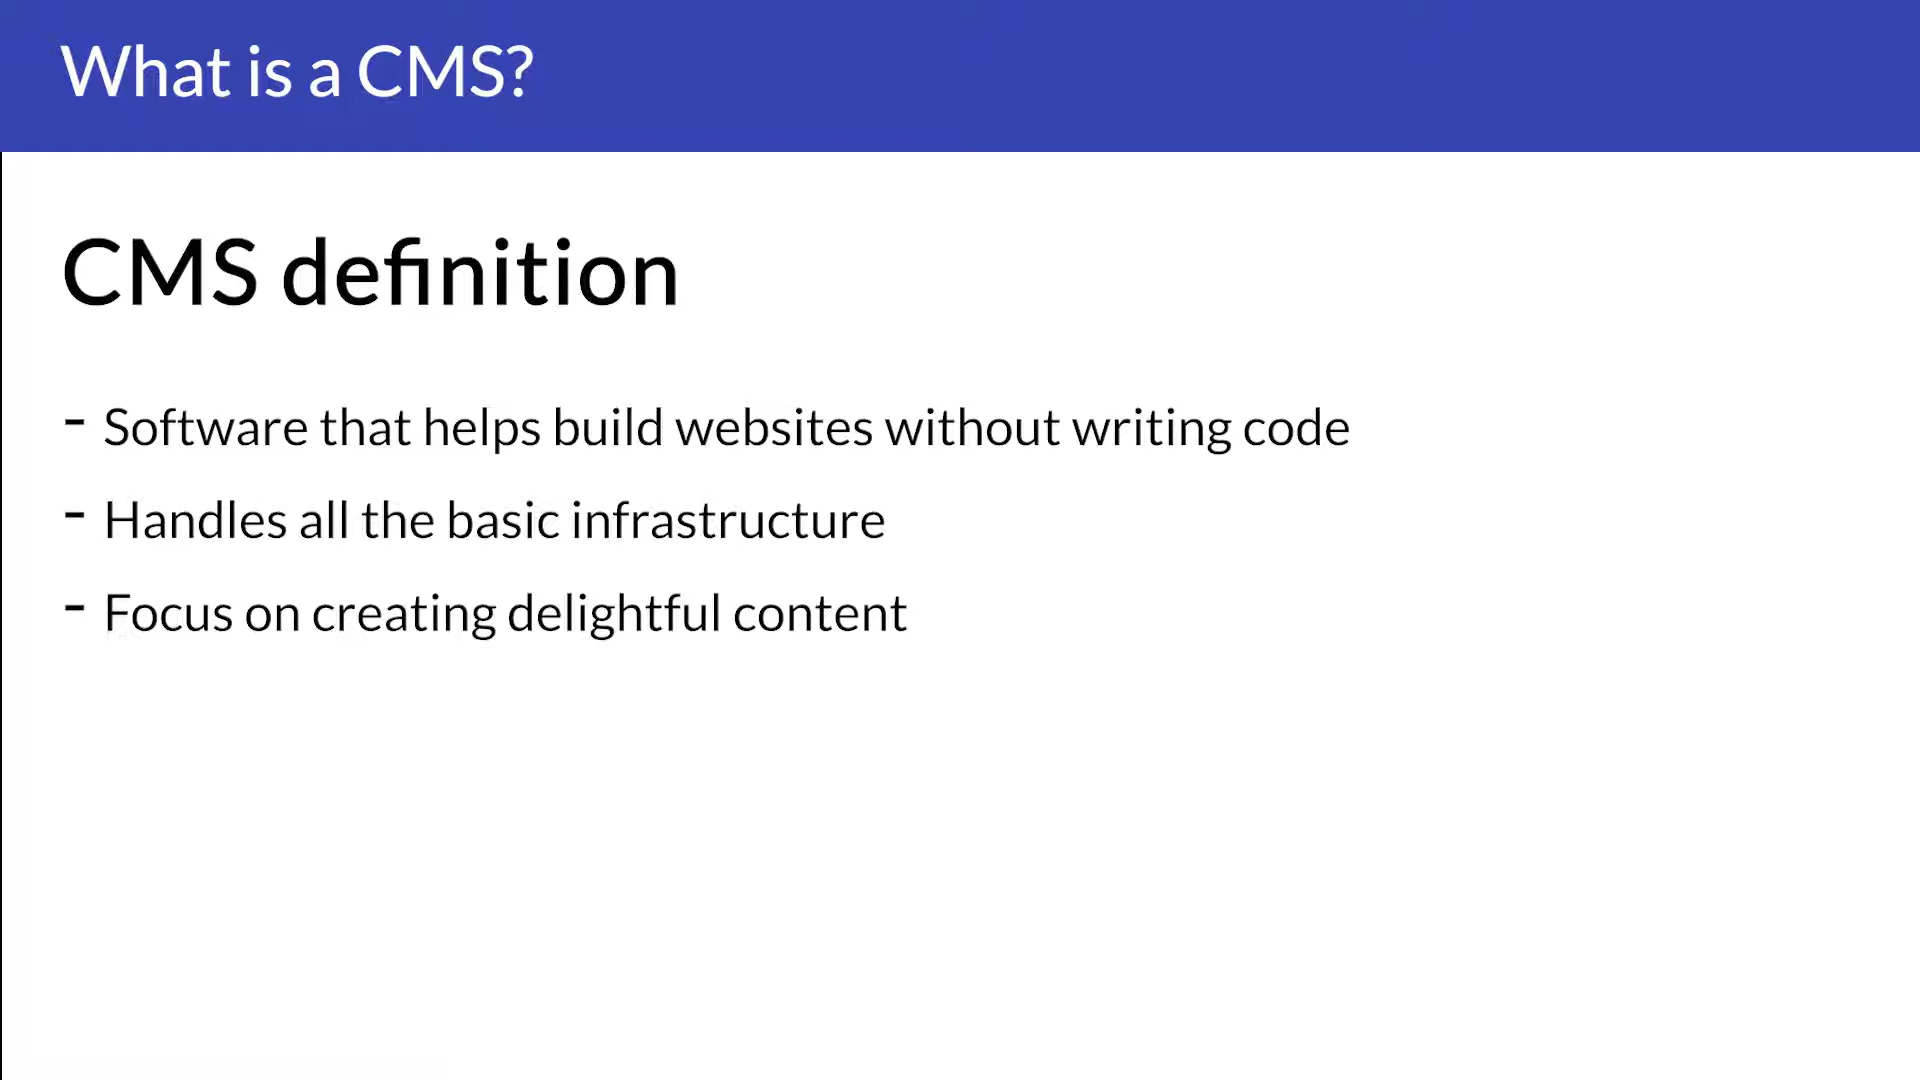 What is a CMS?
CMS definition
- Software that helps build websites without writing code
- Handles all the basic infrastructure
- Focus on creating delightful content